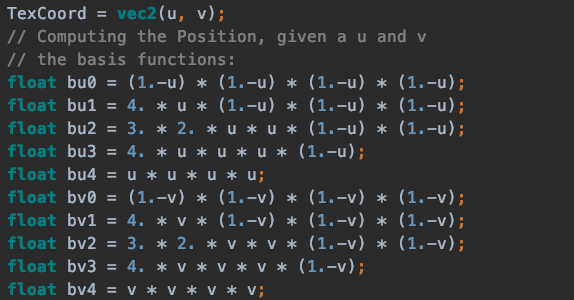 TexCoord = vec2(u, v);
// Computing the Position, given a u and v
// the basis functions:
float bu0 = (1.-u) * (1.-u) * (1.-u) * (1.-u);
float bu1 = 4. * u * (1.-u) * (1.-u) * (1.-u);
float bu2 = 3. * 2. * u * u * (1.-u) * (1.-u);
float bu3 = 4. * u * u * u * (1.-u);
float bu4 = u * u * u * u;
float bv0 = (1.-v) * (1.-v) * (1.-v) * (1.-v);
float bv1 = 4. * v * (1.-v) * (1.-v) * (1.-v);
float bv2 = 3. * 2. * v * v * (1.-v) * (1.-v);
float bv3 = 4. * v * v * v * (1.-v);
float bv4 = v * v * v * v;